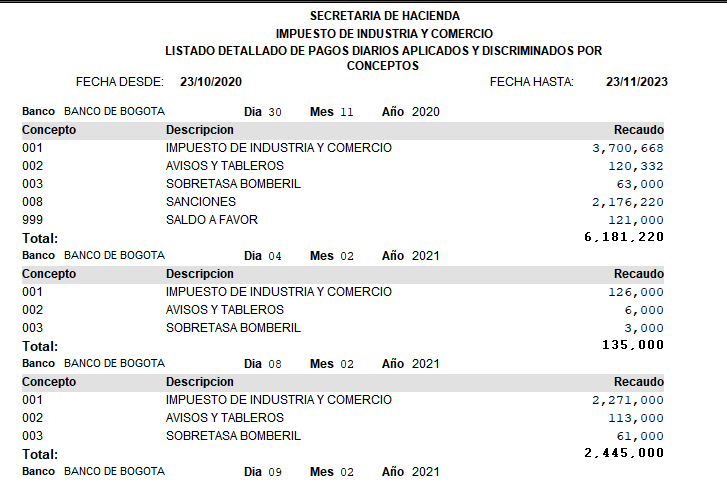 SECRETARIA DE HACIENDA
IMPUESTO DE INDUSTRIA Y COMERCIO
LISTADO DETALLADO DE PAGOS DIARIOS APLICADOS Y DISCRIMINADOS POR
CONCEPTOS
FECHA DESDE: 23/10/2020 FECHA HASTA: 23/11/2023
Banco BANCO DE BOGOTA Dia 30 Mes 11 Año 2020
Concepto Descripcion Recaudo
001 IMPUESTO DE INDUSTRIA Y COMERCIO 3,700,668
002 AVISOS Y TABLEROS 120,332
003 SOBRETASA BOMBERIL 63,000
008 SANCIONES 2,176,220
999 SALDO A FAVOR 121,000
Total: 6,181,220
Banco BANCO DE BOGOTA Dia 04 Mes 02 Año 2021
Concepto Descripcion Recaudo
001 IMPUESTO DE INDUSTRIA Y COMERCIO 126,000
002 AVISOS Y TABLEROS 6,000
003 SOBRETASA BOMBERIL 3,000
Total: 135,000
Banco BANCO DE BOGOTA Dia 08 Mes 02 Año 2021
Concepto Descripcion Recaudo
001 IMPUESTO DE INDUSTRIA Y COMERCIO 2,271,000
002 AVISOS Y TABLEROS 113,000
003 SOBRETASA BOMBERIL 61,000
Total: 2,445,000
Banco BANCO DE BOGOTA Dia 09 Mes 02 Año 2021